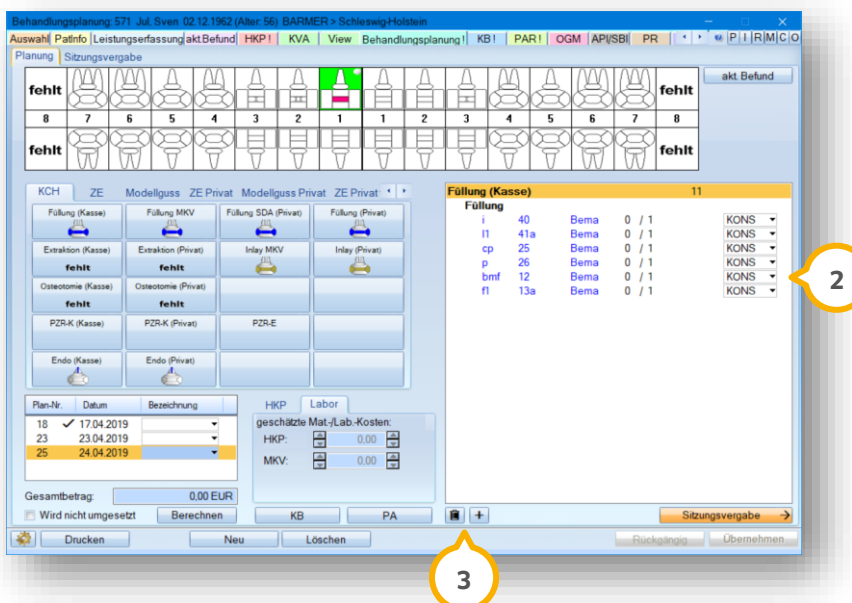 Behandlungsplanung: 571 Jul, Sven 02.12.1962 (Alter: 56) BARMER > Schleswig-Holstein
Auswahl PatInfo Leistungserfassung akt.Befund HKP! KVA View Behandlungsplanung! KB! PAR! OGM API/SBI PR P I R M C O
Planung Sitzungsvergabe
akt. Befund
fehlt fehlt
8 7 6 5 4 3 2 1 1 2 3 4 5 6 7 8
fehlt fehlt
KCH ZE Modellguss ZE Privat Modellguss Privat ZE Privat
Füllung (Kasse) Füllung MKV Füllung SDA (Privat) Füllung (Privat)
Extraktion (Kasse) Extraktion (Privat) Inlay MKV Inlay (Privat)
fehlt fehlt
Osteotomie (Kasse) Osteotomie (Privat)
fehlt fehlt
PZR-K (Kasse) PZR-K (Privat) PZR-E
Endo (Kasse) Endo (Privat)
Füllung (Kasse) 11
Füllung
i 40 Bema 0 / 1 KONS
l1 41a Bema 0 / 1 KONS
cp 25 Bema 0 / 1 KONS
p 26 Bema 0 / 1 KONS
bmf 12 Bema 0 / 1 KONS
f1 13a Bema 0 / 1 KONS
2
Plan-Nr. Datum Bezeichnung
18 ✓ 17.04.2019
23 23.04.2019
25 24.04.2019
HKP Labor
geschätzte Mat.-/Lab.-Kosten:
HKP: 0,00
MKV: 0,00
Gesamtbetrag: 0,00 EUR
Wird nicht umgesetzt Berechnen KB PA + Sitzungsvergabe →
Drucken Neu Löschen Rückgängig Übernehmen
3